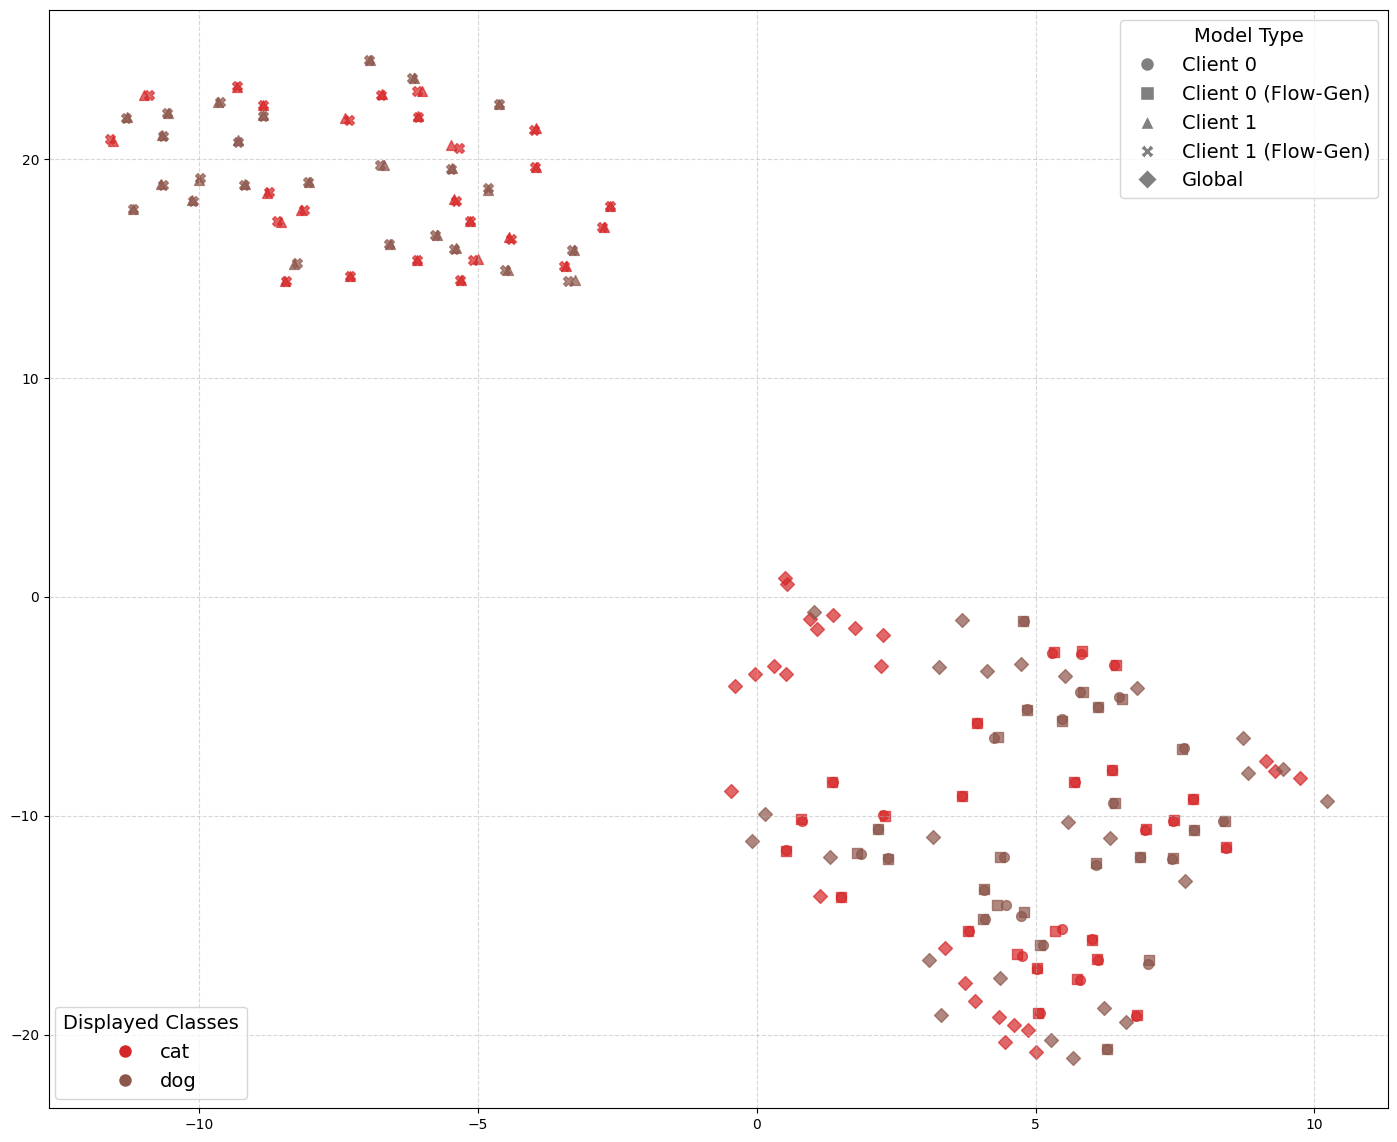 Model Type
Client 0
Client 0 (Flow-Gen)
Client 1
Client 1 (Flow-Gen)
Global
20
10
0
−10
−20
Displayed Classes
cat
dog
−10
−5
0
5
10